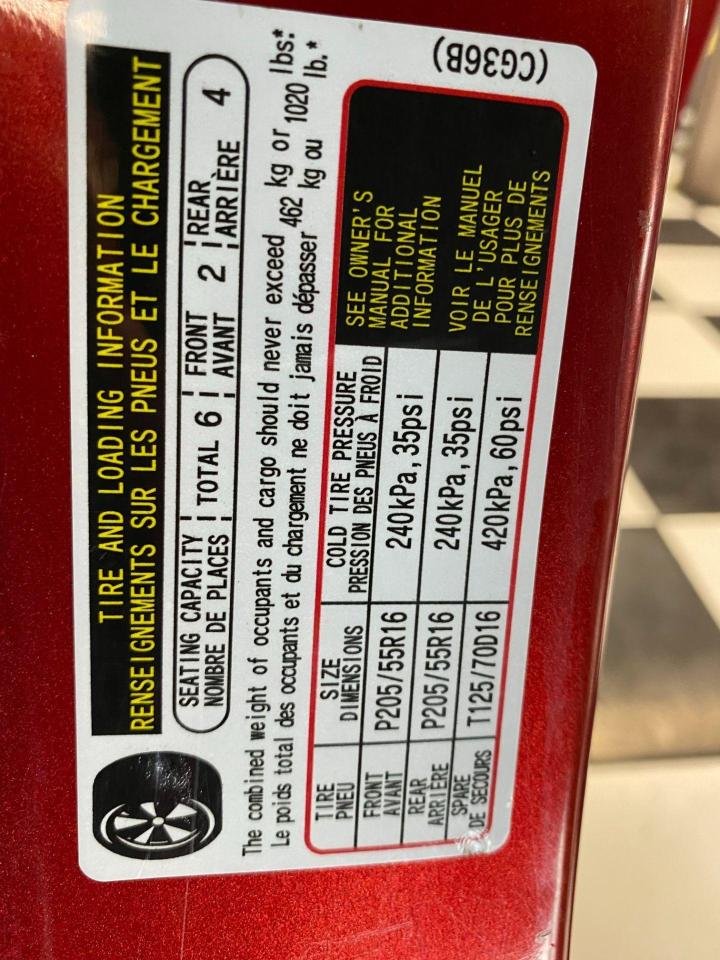 TIRE AND LOADING INFORMATION
RENSEIGNEMENTS SUR LES PNEUS ET LE CHARGEMENT
SEATING CAPACITY TOTAL 6 FRONT 2 REAR 4
NOMBRE DE PLACES AVANT ARRIÈRE
The combined weight of occupants and cargo should never exceed 462 kg or 1020 lbs*
Le poids total des occupants et du chargement ne doit jamais dépasser kg ou lb.*
TIRE SIZE COLD TIRE PRESSURE
PNEU DIMENSIONS PRESSION DES PNEUS À FROID
FRONT AVANT P205/55R16 240kPa, 35psi
REAR ARRIÈRE P205/55R16 240kPa, 35psi
SPARE DE SECOURS T125/70D16 420kPa, 60psi
SEE OWNER'S
MANUAL FOR
ADDITIONAL
INFORMATION
VOIR LE MANUEL
DE L'USAGER
POUR PLUS DE
RENSEIGNEMENTS
(CG36B)